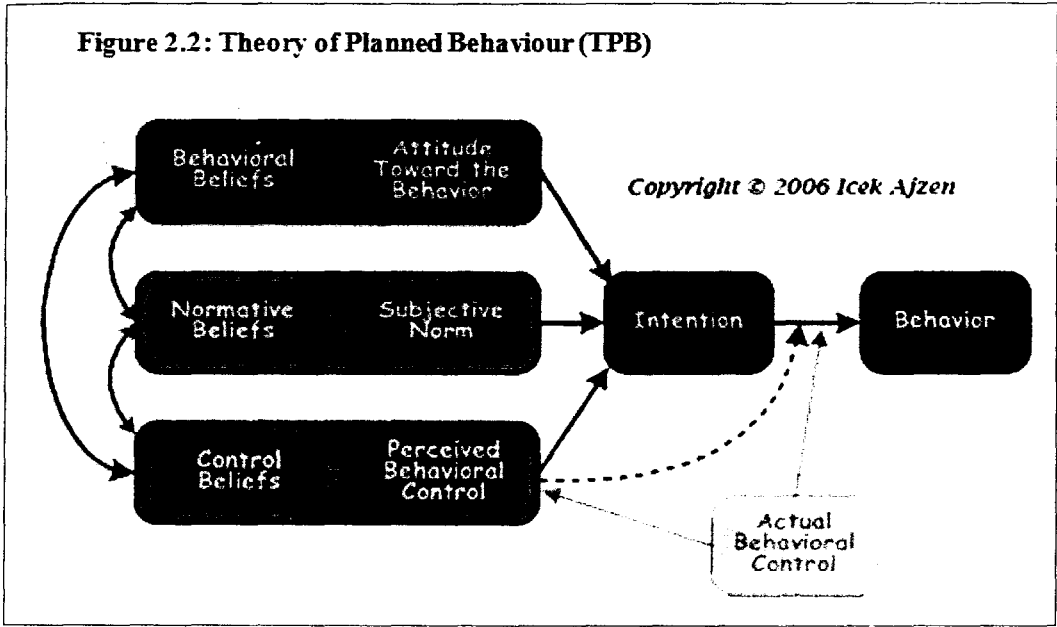 Figure 2.2: Theory of Planned Behaviour (TPB)
Behavioral
Beliefs
Attitude
Toward the
Behavior
Copyright © 2006 Icek Ajzen
Normative
Beliefs
Subjective
Norm
Intention
Behavior
Control
Beliefs
Perceived
Behavioral
Control
Actual
Behavioral
Control